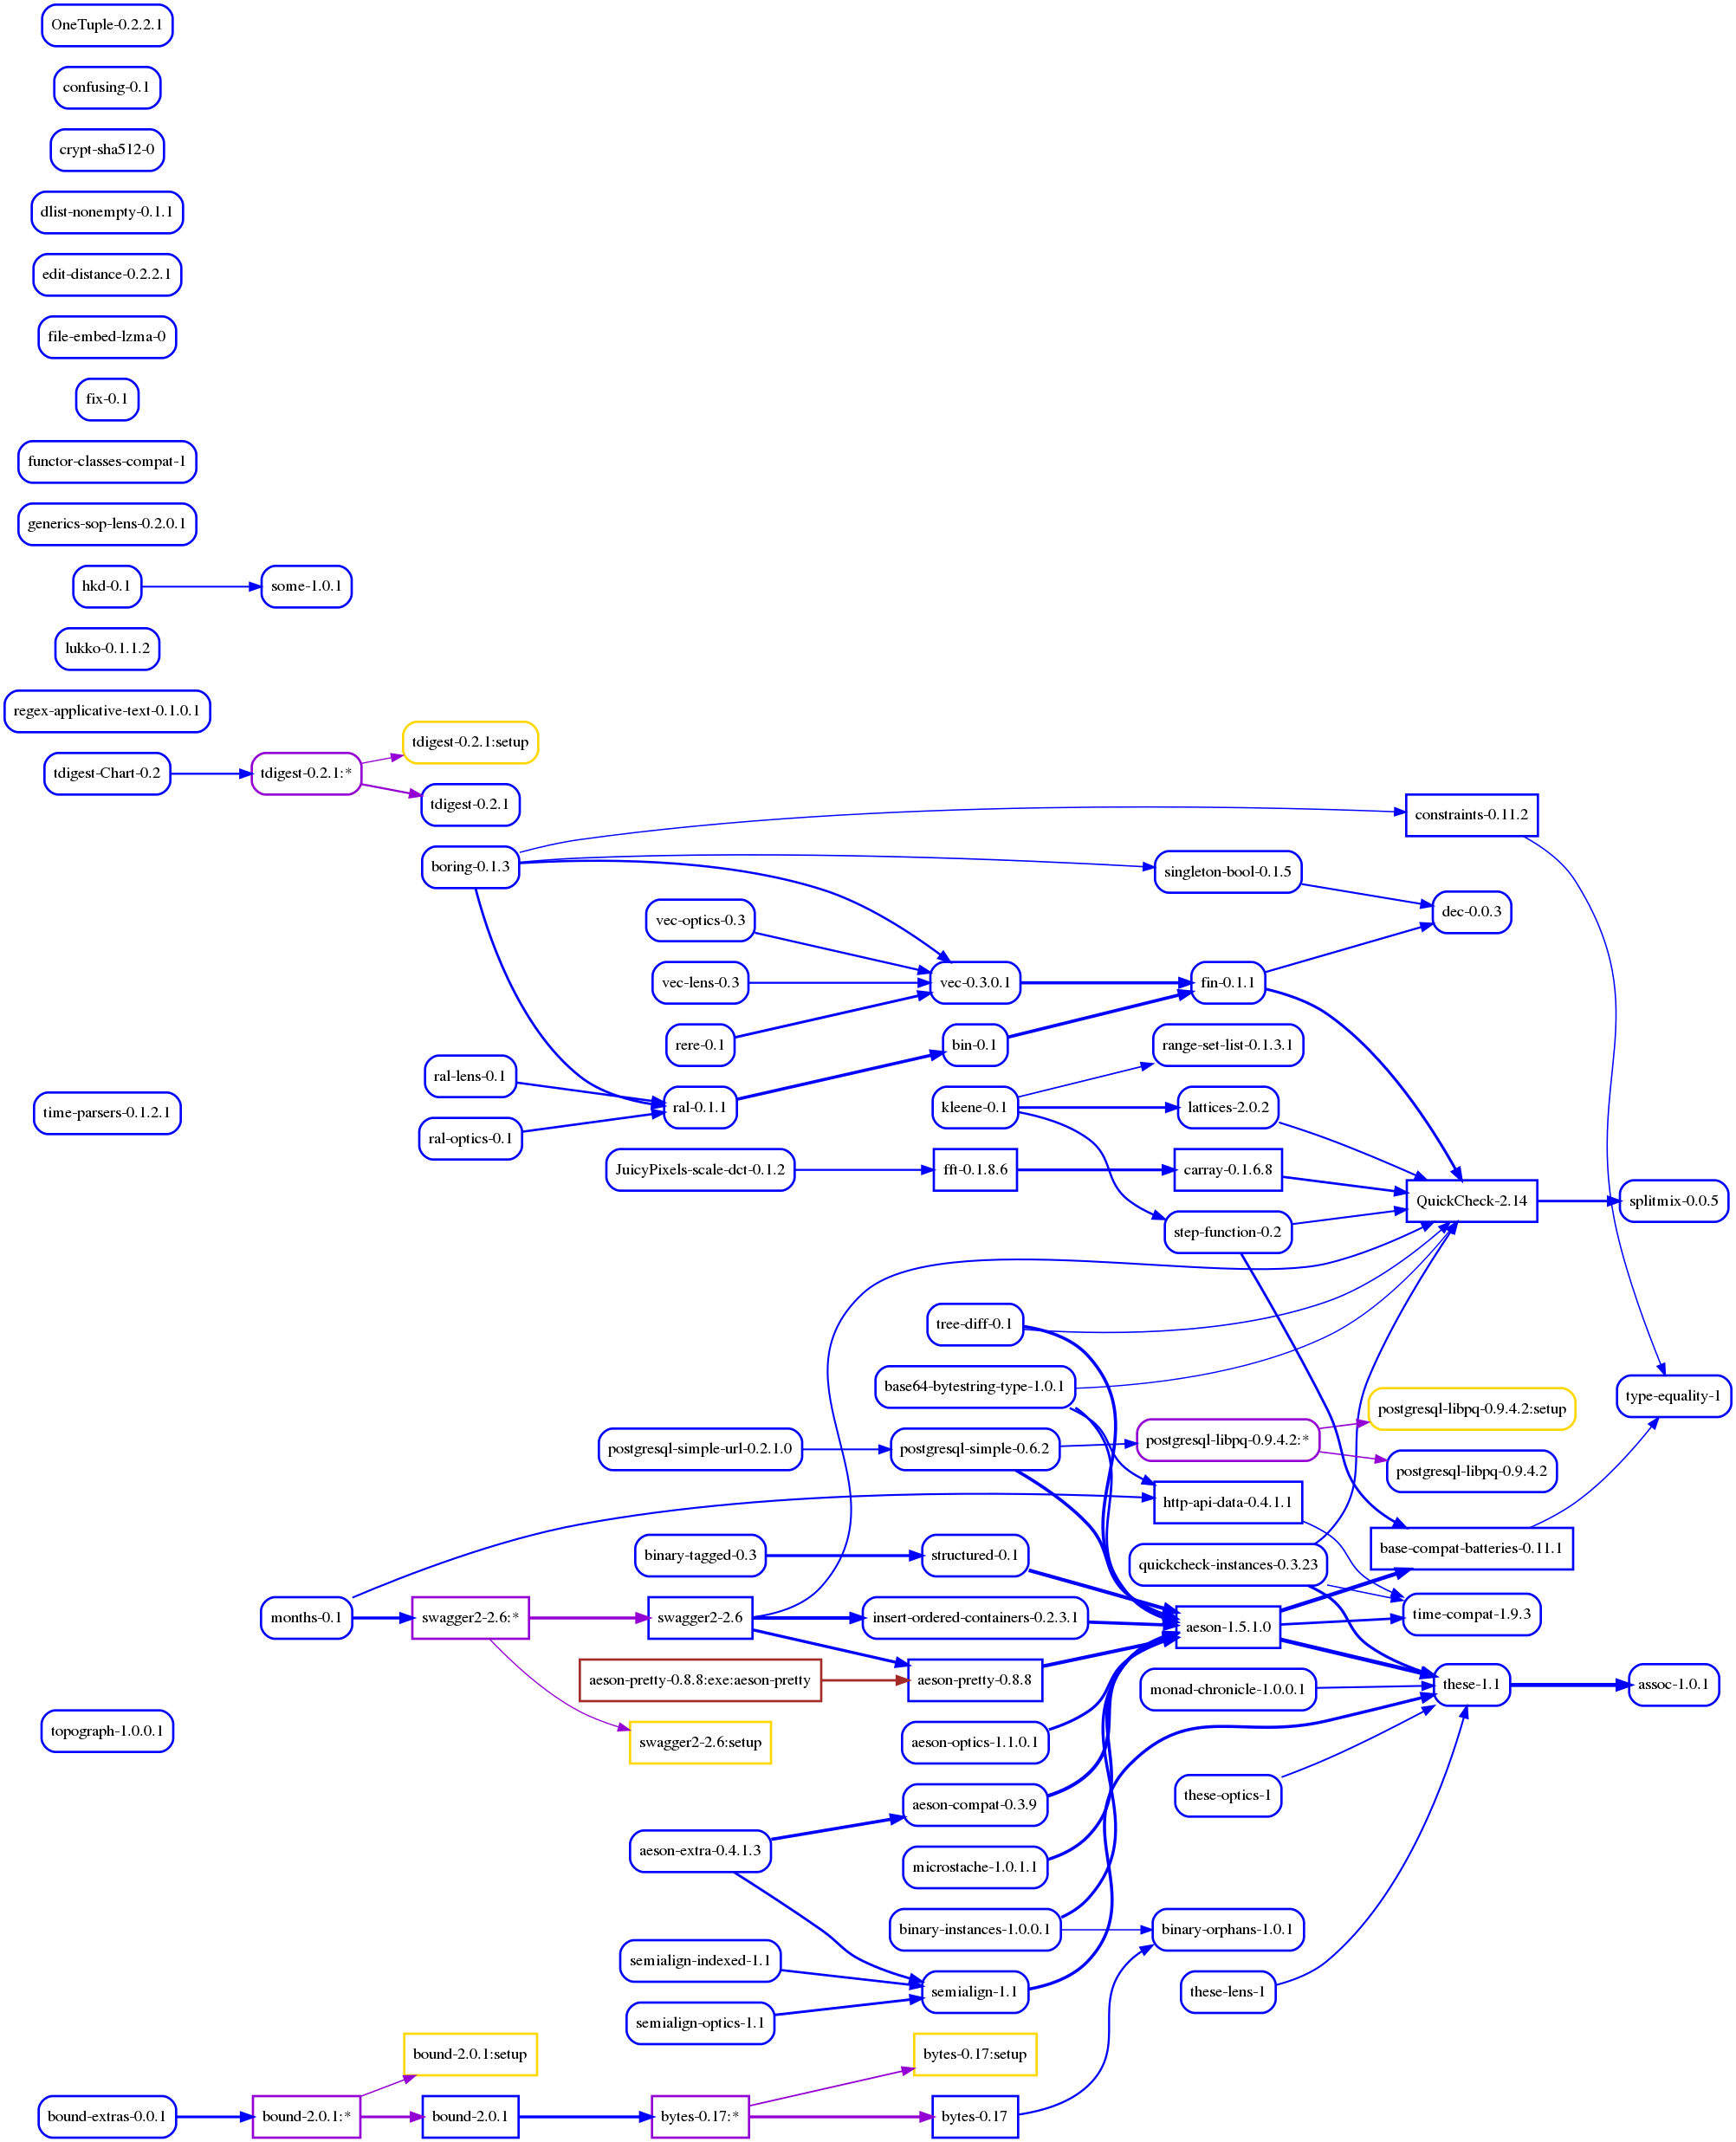 OneTuple-0.2.2.1
confusing-0.1
crypt-sha512-0
dlist-nonempty-0.1.1
edit-distance-0.2.2.1
file-embed-lzma-0
fix-0.1
functor-classes-compat-1
generics-sop-lens-0.2.0.1
hkd-0.1
some-1.0.1
lukko-0.1.1.2
regex-applicative-text-0.1.0.1
tdigest-0.2.1:setup
tdigest-Chart-0.2
tdigest-0.2.1:*
tdigest-0.2.1
constraints-0.11.2
boring-0.1.3
singleton-bool-0.1.5
vec-optics-0.3
dec-0.0.3
vec-lens-0.3
vec-0.3.0.1
fin-0.1.1
rere-0.1
bin-0.1
range-set-list-0.1.3.1
ral-lens-0.1
time-parsers-0.1.2.1
ral-0.1.1
kleene-0.1
lattices-2.0.2
ral-optics-0.1
JuicyPixels-scale-dct-0.1.2
fft-0.1.8.6
carray-0.1.6.8
QuickCheck-2.14
splitmix-0.0.5
step-function-0.2
tree-diff-0.1
base64-bytestring-type-1.0.1
type-equality-1
postgresql-libpq-0.9.4.2:setup
postgresql-simple-url-0.2.1.0
postgresql-simple-0.6.2
postgresql-libpq-0.9.4.2:*
postgresql-libpq-0.9.4.2
http-api-data-0.4.1.1
base-compat-batteries-0.11.1
binary-tagged-0.3
structured-0.1
quickcheck-instances-0.3.23
months-0.1
swagger2-2.6:*
swagger2-2.6
insert-ordered-containers-0.2.3.1
aeson-1.5.1.0
time-compat-1.9.3
aeson-pretty-0.8.8:exe:aeson-pretty
aeson-pretty-0.8.8
monad-chronicle-1.0.0.1
these-1.1
assoc-1.0.1
topograph-1.0.0.1
swagger2-2.6:setup
aeson-optics-1.1.0.1
these-optics-1
aeson-compat-0.3.9
aeson-extra-0.4.1.3
microstache-1.0.1.1
binary-instances-1.0.0.1
binary-orphans-1.0.1
semialign-indexed-1.1
semialign-1.1
these-lens-1
semialign-optics-1.1
bound-2.0.1:setup
bytes-0.17:setup
bound-extras-0.0.1
bound-2.0.1:*
bound-2.0.1
bytes-0.17:*
bytes-0.17